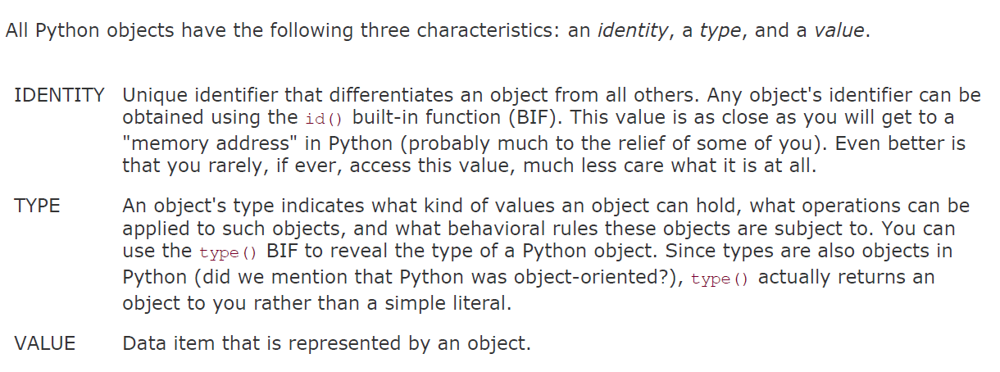 All Python objects have the following three characteristics: an identity, a type, and a value.
IDENTITY Unique identifier that differentiates an object from all others. Any object's identifier can be
obtained using the id() built-in function (BIF). This value is as close as you will get to a
"memory address" in Python (probably much to the relief of some of you). Even better is
that you rarely, if ever, access this value, much less care what it is at all.
TYPE An object's type indicates what kind of values an object can hold, what operations can be
applied to such objects, and what behavioral rules these objects are subject to. You can
use the type() BIF to reveal the type of a Python object. Since types are also objects in
Python (did we mention that Python was object-oriented?), type() actually returns an
object to you rather than a simple literal.
VALUE Data item that is represented by an object.